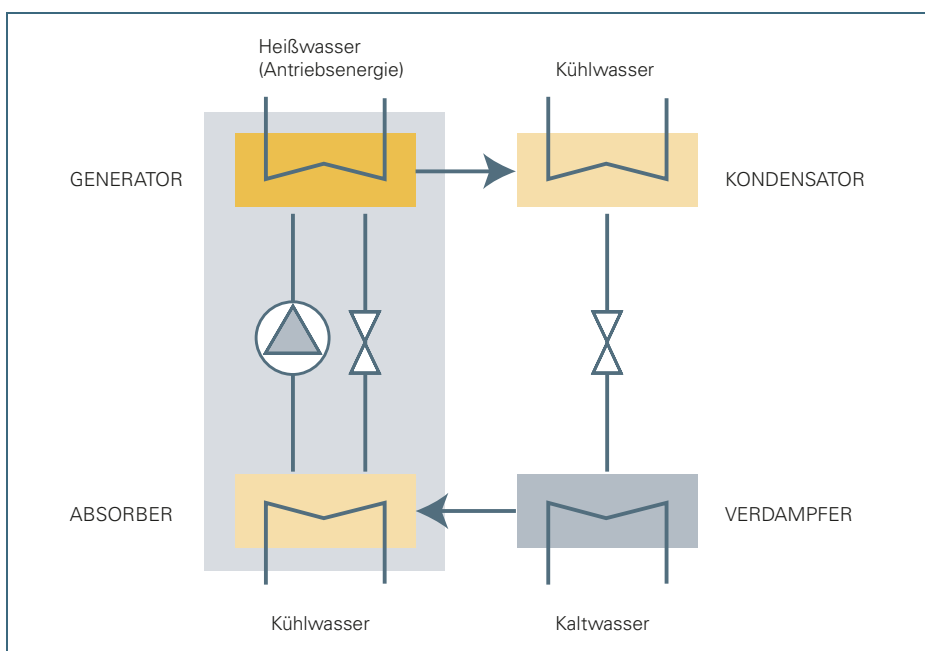 Heißwasser
(Antriebsenergie)
Kühlwasser
GENERATOR
KONDENSATOR
ABSORBER
VERDAMPFER
Kühlwasser
Kaltwasser